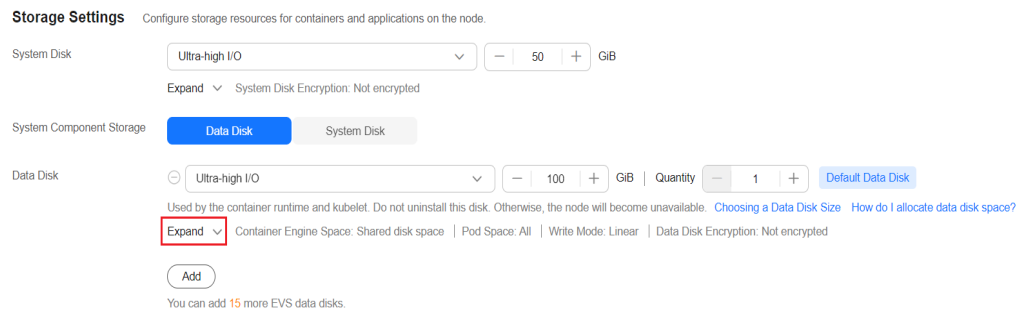 Storage Settings Configure storage resources for containers and applications on the node.
System Disk Ultra-high I/O 50 GiB
Expand System Disk Encryption: Not encrypted
System Component Storage Data Disk System Disk
Data Disk Ultra-high I/O 100 GiB | Quantity 1 Default Data Disk
Used by the container runtime and kubelet. Do not uninstall this disk. Otherwise, the node will become unavailable. Choosing a Data Disk Size How do I allocate data disk space?
Expand Container Engine Space: Shared disk space | Pod Space: All | Write Mode: Linear | Data Disk Encryption: Not encrypted
Add
You can add 15 more EVS data disks.